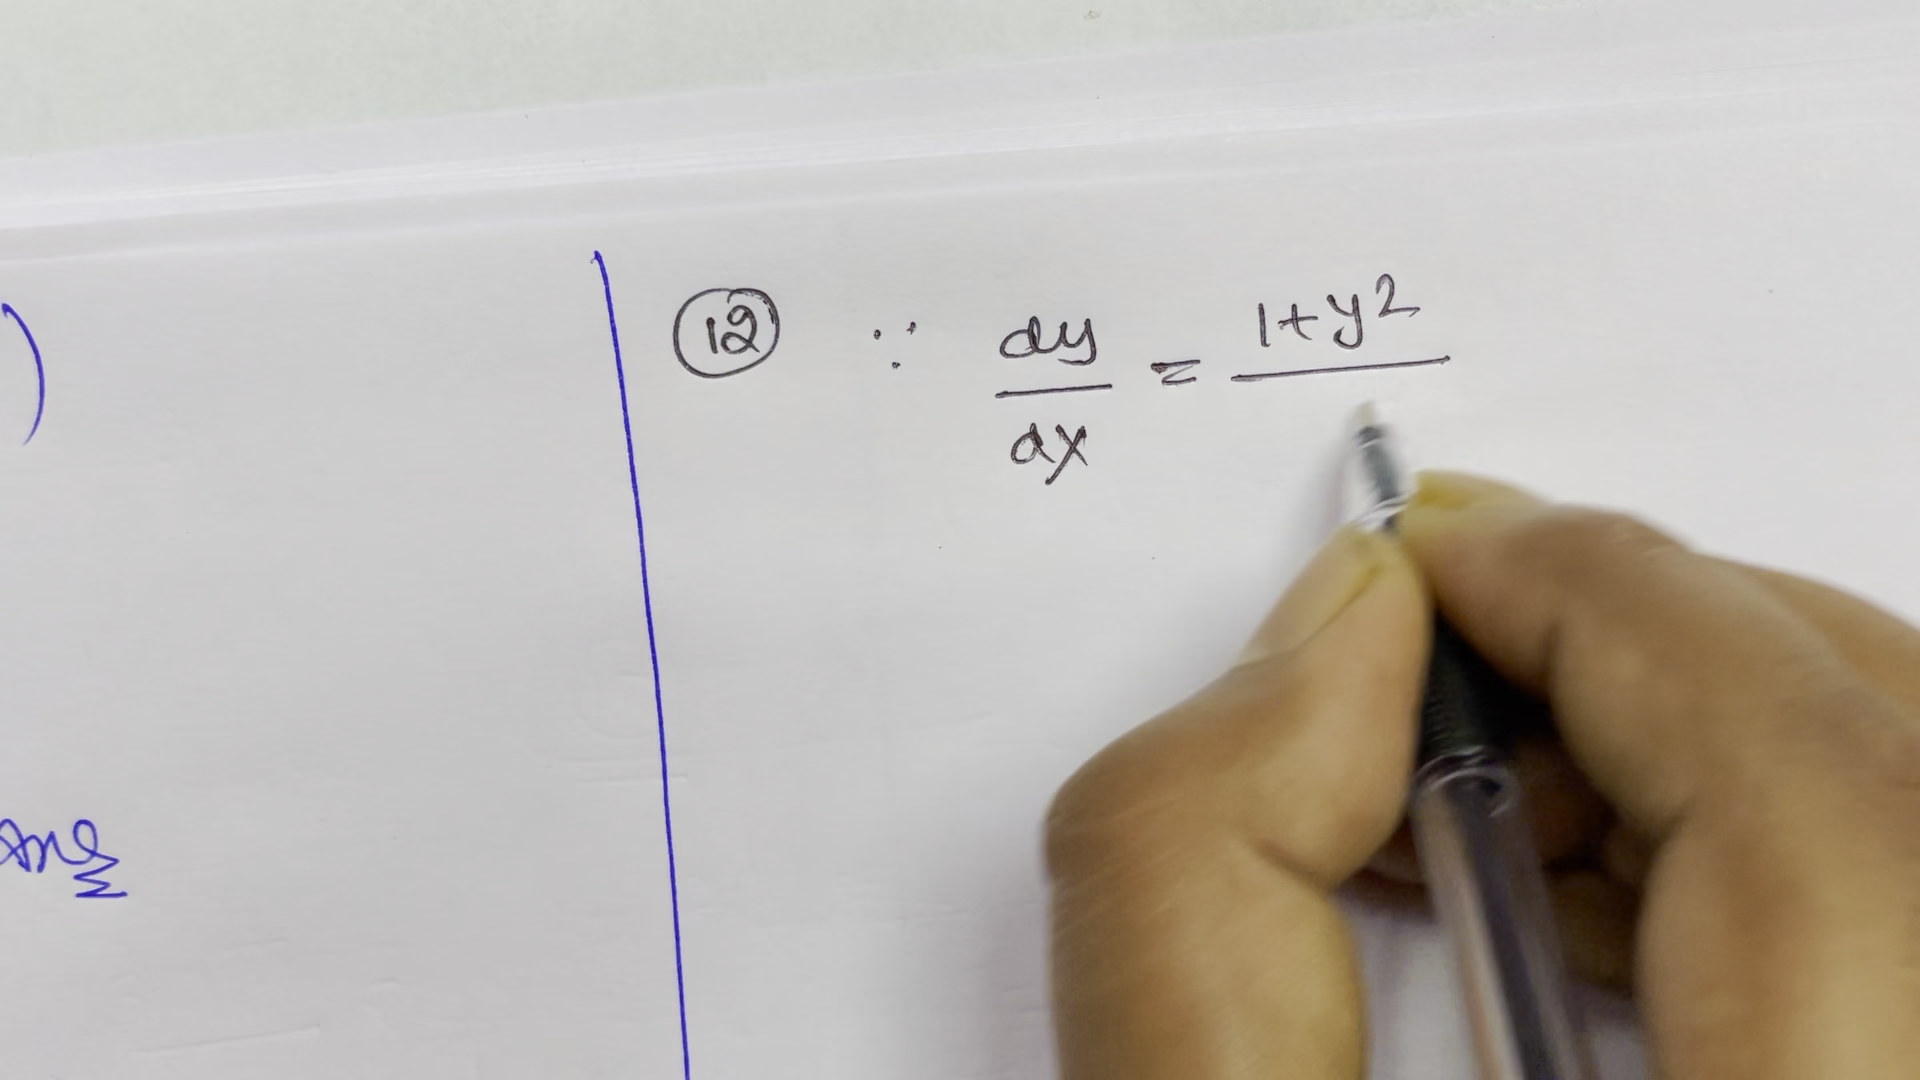 )
Ans
12 ∵ dy/dx = 1+y2/